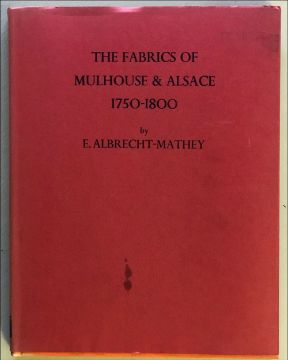 THE FABRICS OF
MULHOUSE & ALSACE
1750-1800
by
E. ALBRECHT-MATHEY